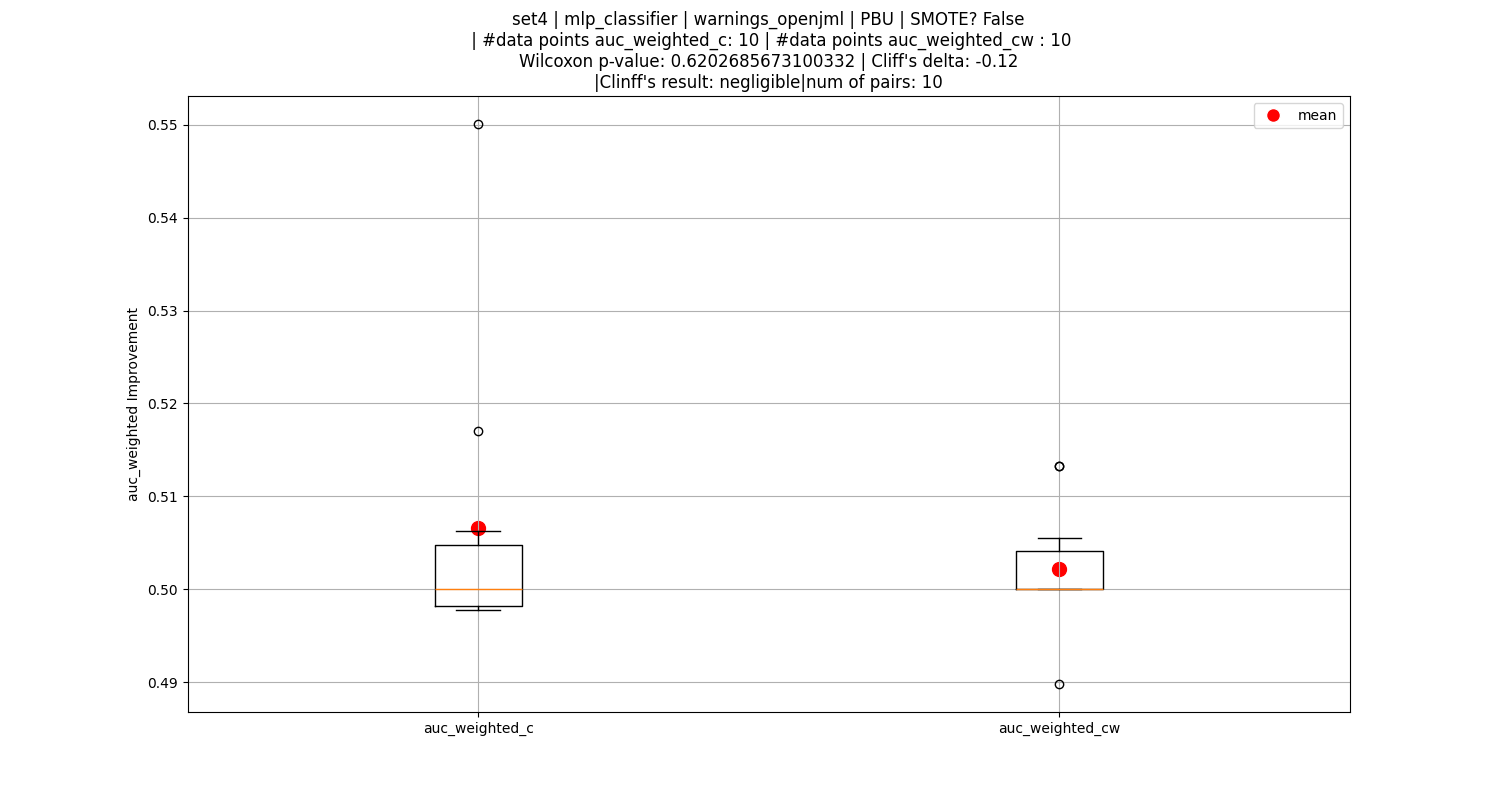 set4 | mlp_classifier | warnings_openjml | PBU | SMOTE? False
| #data points auc_weighted_c: 10 | #data points auc_weighted_cw : 10
Wilcoxon p-value: 0.6202685673100332 | Cliff's delta: -0.12
|Clinff's result: negligible|num of pairs: 10
mean
auc_weighted Improvement
0.55
0.54
0.53
0.52
0.51
0.50
0.49
auc_weighted_c
auc_weighted_cw